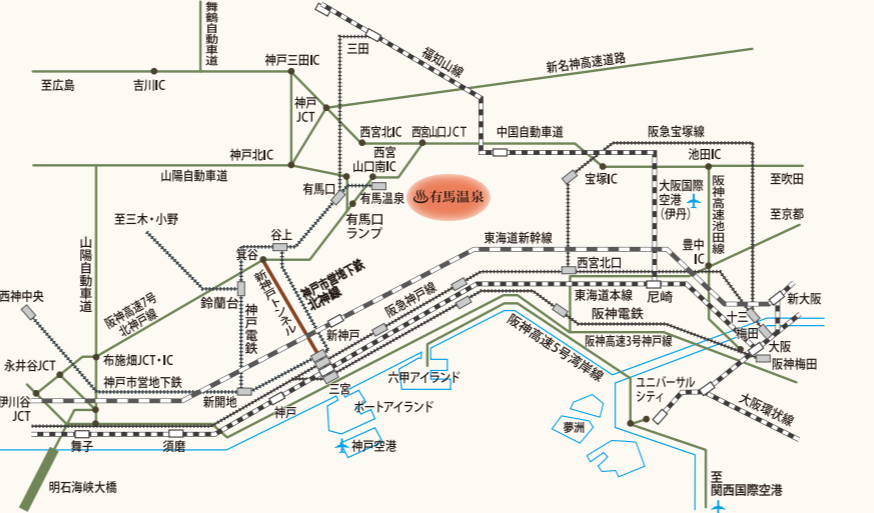 舞鶴自動車道
三田
福知山線
新名神高速道路
神戸三田IC
至広島
吉川IC
神戸
JCT
西宮北IC
西宮山口JCT
中国自動車道
阪急宝塚線
池田IC
神戸北IC
西宮
山口南IC
山陽自動車道
宝塚IC
大阪国際
空港
(伊丹)
阪神高速池田線
至吹田
至京都
有馬口
有馬温泉
♨有馬温泉
有馬口
ランプ
至三木・小野
谷上
箕谷
東海道新幹線
豊中
IC
山陽自動車道
新神戸トンネル
神戸市営地下鉄
北神線
西宮北口
西神中央
阪神高速7号
北神戸線
鈴蘭台
神戸電鉄
阪急神戸線
東海道本線
尼崎
新大阪
十三
阪神電鉄
梅田
新神戸
阪神高速5号湾岸線
阪神高速3号神戸線
大阪
阪神梅田
永井谷JCT
布施畑JCT・IC
神戸市営地下鉄
六甲アイランド
ユニバーサル
シティ
伊川谷
JCT
新開地
三宮
神戸
ポートアイランド
大阪環状線
夢洲
舞子
須磨
神戸空港
明石海峡大橋
至
関西国際空港